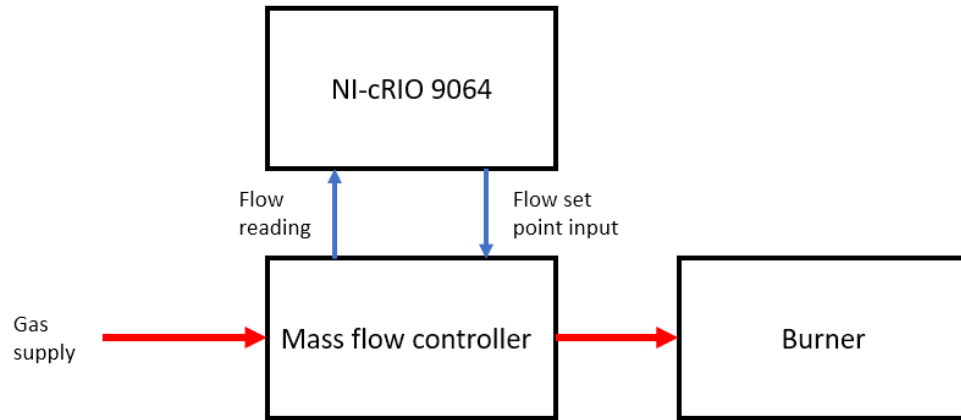 NI-cRIO 9064
Flow
reading
Flow set
point input
Gas
supply
Mass flow controller
Burner